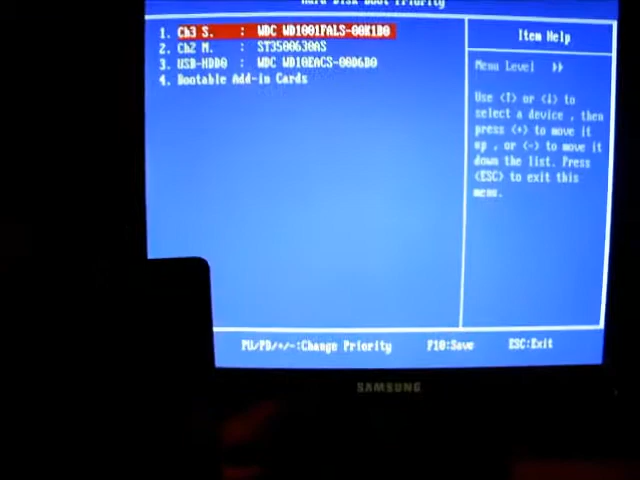 Hard Disk Boot Priority
1. Ch3 S. : WDC WD1001FALS-00K1B0
2. Ch2 M. : ST3500630AS
3. USB-HDD0 : WDC WD10EACS-00D6B0
4. Bootable Add-in Cards
Item Help
Menu Level ▸▸
Use <↑> or <↓> to
select a device , then
press <+> to move it
up , or <-> to move it
down the list. Press
<ESC> to exit this
menu.
PU/PD/+/-:Change Priority F10:Save ESC:Exit
SAMSUNG